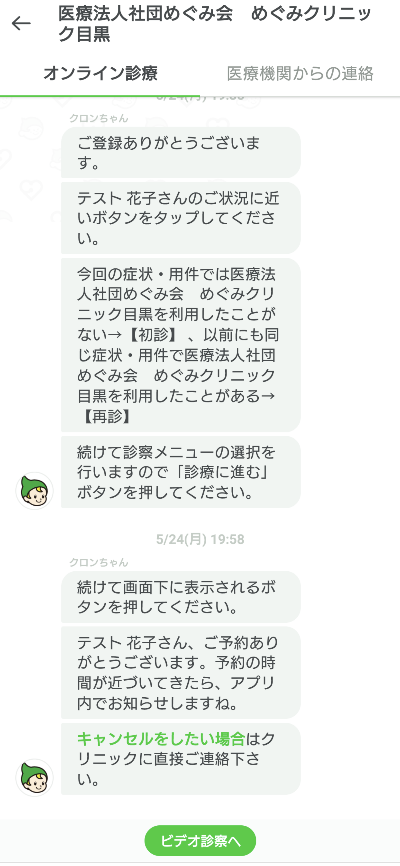 医療法人社団めぐみ会　めぐみクリニッ
ク目黒
オンライン診療
医療機関からの連絡
クロンちゃん
ご登録ありがとうございま
す。
テスト 花子さんのご状況に近
いボタンをタップしてくださ
い。
今回の症状・用件では医療法
人社団めぐみ会　めぐみクリ
ニック目黒を利用したことが
ない→【初診】 、以前にも同
じ症状・用件で医療法人社団
めぐみ会　めぐみクリニック
目黒を利用したことがある→
【再診】
続けて診察メニューの選択を
行いますので「診療に進む」
ボタンを押してください。
5/24(月) 19:58
クロンちゃん
続けて画面下に表示されるボ
タンを押してください。
テスト 花子さん、ご予約あり
がとうございます。予約の時
間が近づいてきたら、アプリ
内でお知らせしますね。
キャンセルをしたい場合はク
リニックに直接ご連絡下さ
い。
ビデオ診察へ